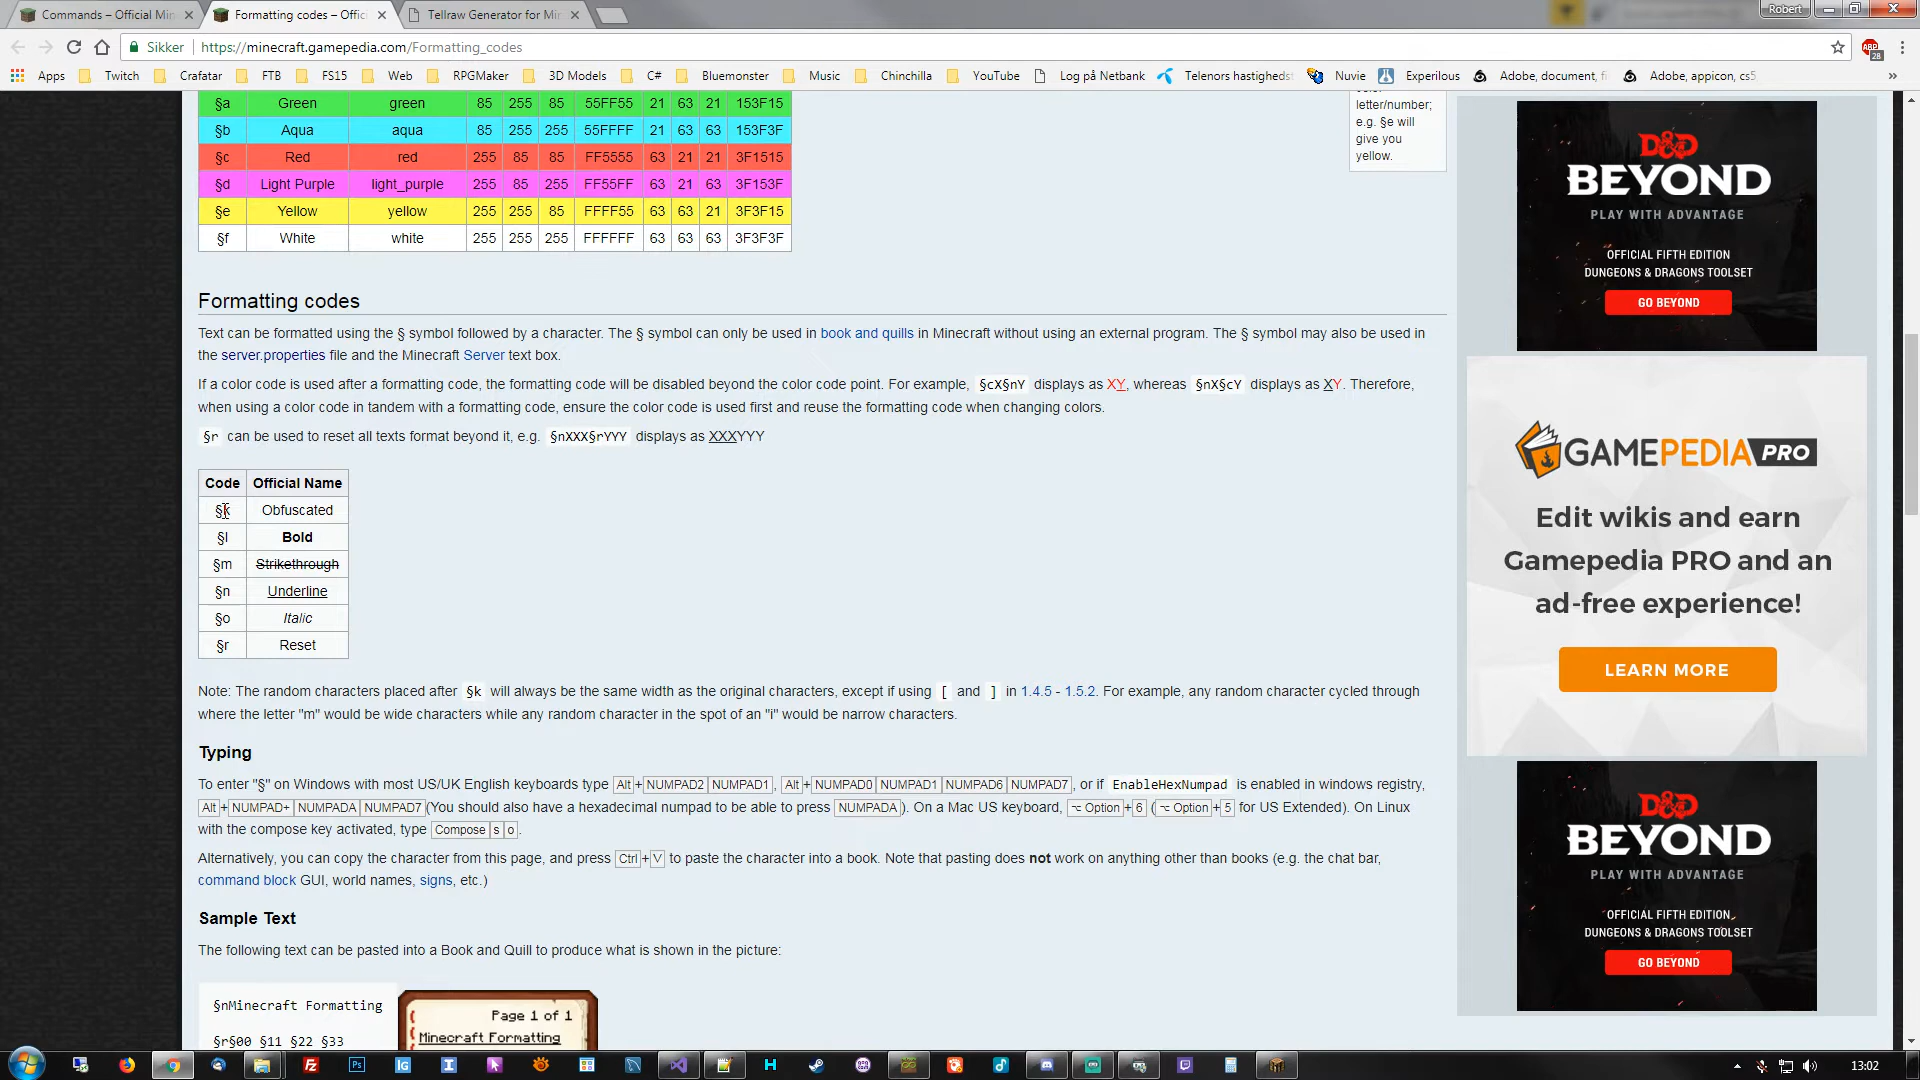 Commands – Official Min
Formatting codes – Offic
Tellraw Generator for Min
Robert
Sikker
https://minecraft.gamepedia.com/Formatting_codes
ABP
28
Apps
Twitch
Crafatar
FTB
FS15
Web
RPGMaker
3D Models
C#
Bluemonster
Music
Chinchilla
YouTube
Log på Netbank
Telenors hastigheds
Nuvie
Experilous
Adobe, document, fi
Adobe, appicon, cs5
»
§a Green green 85 255 85 55FF55 21 63 21 153F15
§b Aqua aqua 85 255 255 55FFFF 21 63 63 153F3F
§c Red red 255 85 85 FF5555 63 21 21 3F1515
§d Light Purple light_purple 255 85 255 FF55FF 63 21 63 3F153F
§e Yellow yellow 255 255 85 FFFF55 63 63 21 3F3F15
§f White white 255 255 255 FFFFFF 63 63 63 3F3F3F
letter/number;
e.g. §e will
give you
yellow.
Formatting codes
Text can be formatted using the § symbol followed by a character. The § symbol can only be used in book and quills in Minecraft without using an external program. The § symbol may also be used in
the server.properties file and the Minecraft Server text box.
If a color code is used after a formatting code, the formatting code will be disabled beyond the color code point. For example, §cX§nY displays as XY, whereas §nX§cY displays as XY. Therefore,
when using a color code in tandem with a formatting code, ensure the color code is used first and reuse the formatting code when changing colors.
§r can be used to reset all texts format beyond it, e.g. §nXXX§rYYY displays as XXXYYY
Code Official Name
§k Obfuscated
§l Bold
§m Strikethrough
§n Underline
§o Italic
§r Reset
Note: The random characters placed after §k will always be the same width as the original characters, except if using [ and ] in 1.4.5 - 1.5.2. For example, any random character cycled through
where the letter "m" would be wide characters while any random character in the spot of an "i" would be narrow characters.
Typing
To enter "§" on Windows with most US/UK English keyboards type Alt+NUMPAD2 NUMPAD1, Alt+NUMPAD0 NUMPAD1 NUMPAD6 NUMPAD7, or if EnableHexNumpad is enabled in windows registry,
Alt+NUMPAD+ NUMPADA NUMPAD7(You should also have a hexadecimal numpad to be able to press NUMPADA). On a Mac US keyboard, ⌥ Option+6 (⌥ Option+5 for US Extended). On Linux
with the compose key activated, type Compose s o.
Alternatively, you can copy the character from this page, and press Ctrl+V to paste the character into a book. Note that pasting does not work on anything other than books (e.g. the chat bar,
command block GUI, world names, signs, etc.)
Sample Text
The following text can be pasted into a Book and Quill to produce what is shown in the picture:
§nMinecraft Formatting
§r§00 §11 §22 §33
Page 1 of 1
Minecraft Formatting
D&D
BEYOND
PLAY WITH ADVANTAGE
OFFICIAL FIFTH EDITION
DUNGEONS & DRAGONS TOOLSET
GO BEYOND
GAMEPEDIA PRO
Edit wikis and earn
Gamepedia PRO and an
ad-free experience!
LEARN MORE
D&D
BEYOND
PLAY WITH ADVANTAGE
OFFICIAL FIFTH EDITION
DUNGEONS & DRAGONS TOOLSET
GO BEYOND
Ps
IG
I
H
13:02